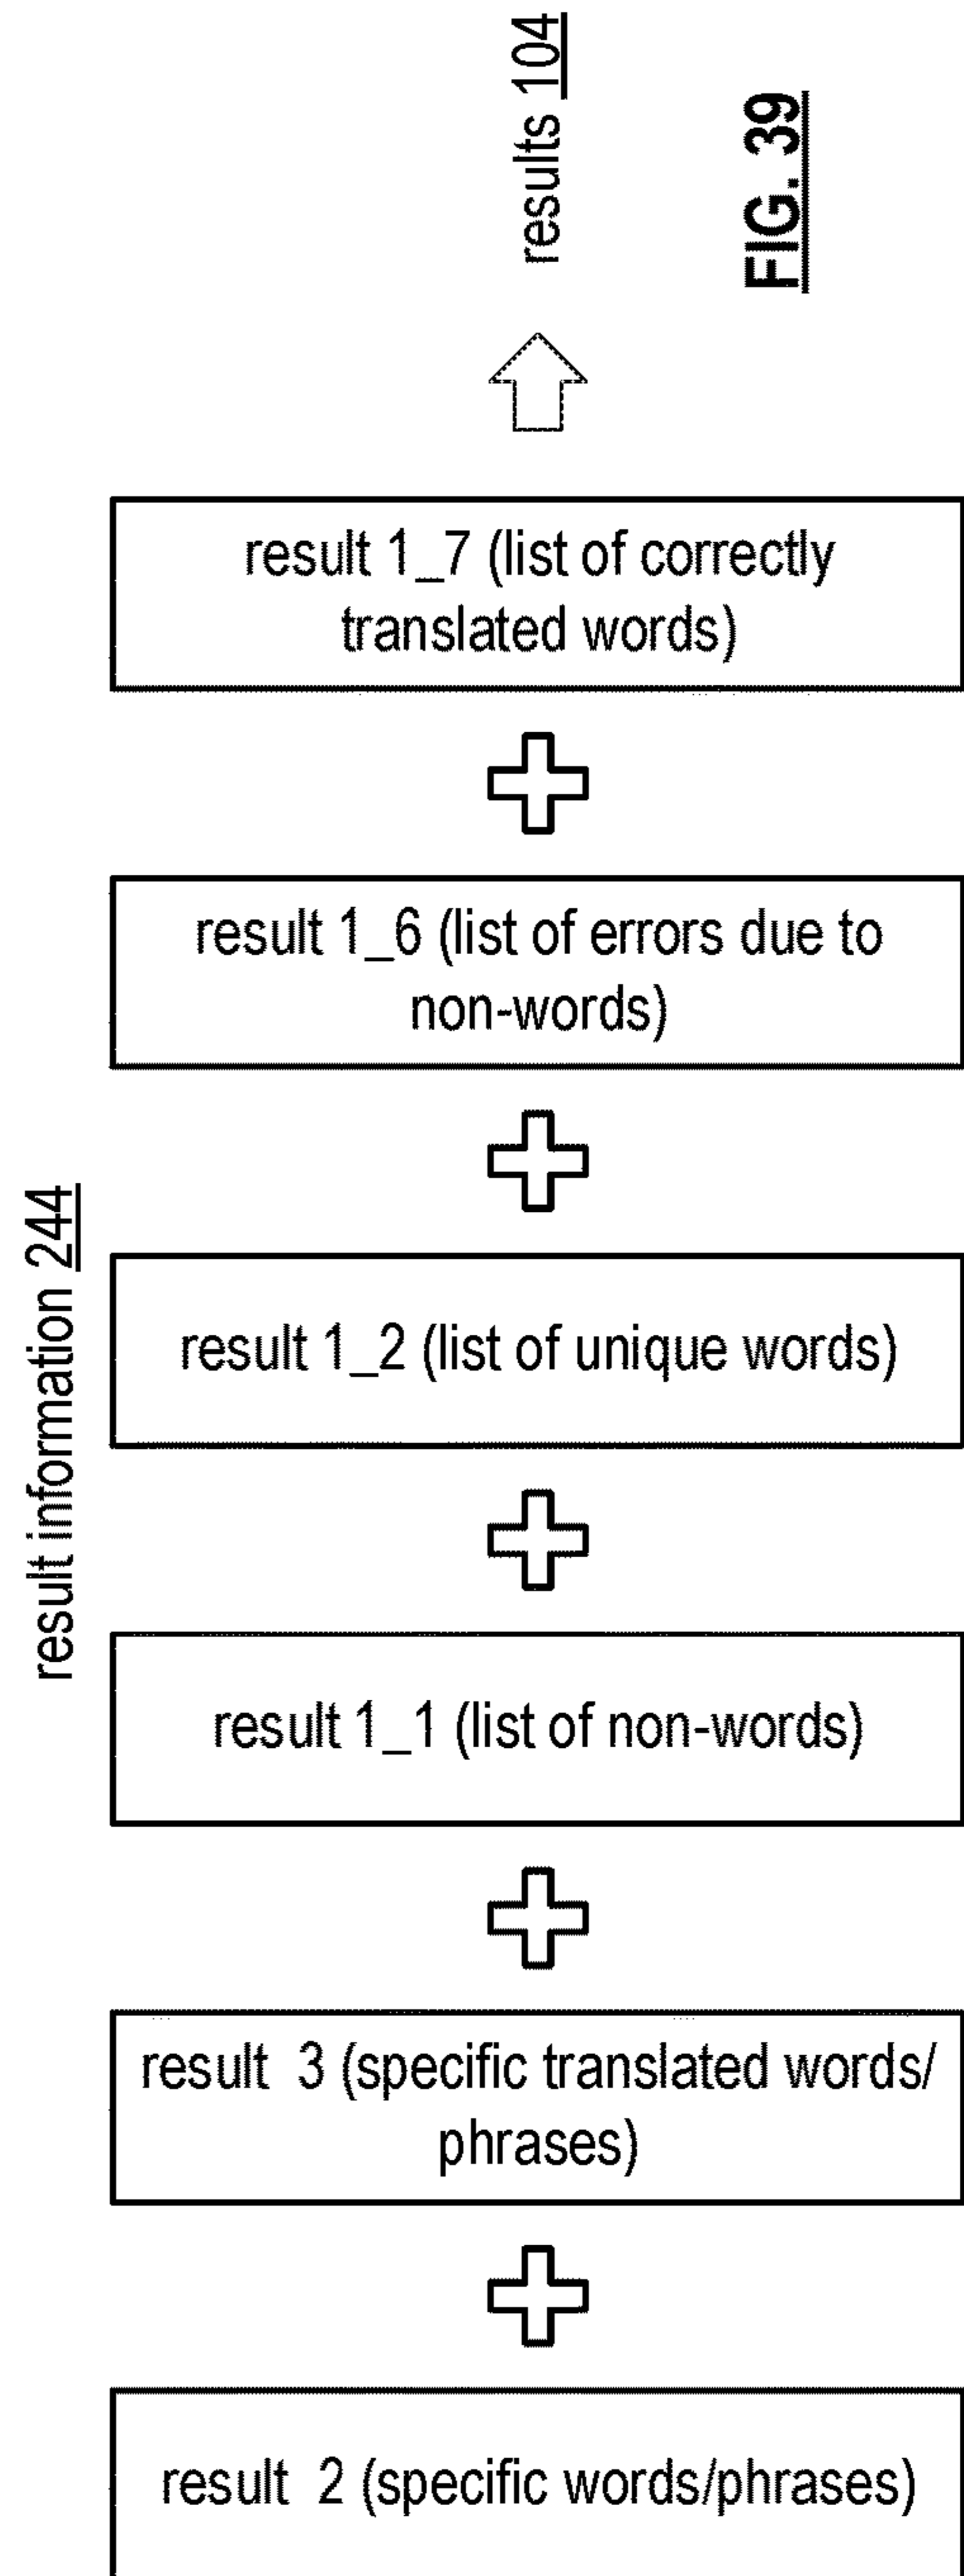 results 104
FIG. 39
result 1_7 (list of correctly
translated words)
result 1_6 (list of errors due to
non-words)
result information 244
result 1_2 (list of unique words)
result 1_1 (list of non-words)
result 3 (specific translated words/
phrases)
result 2 (specific words/phrases)